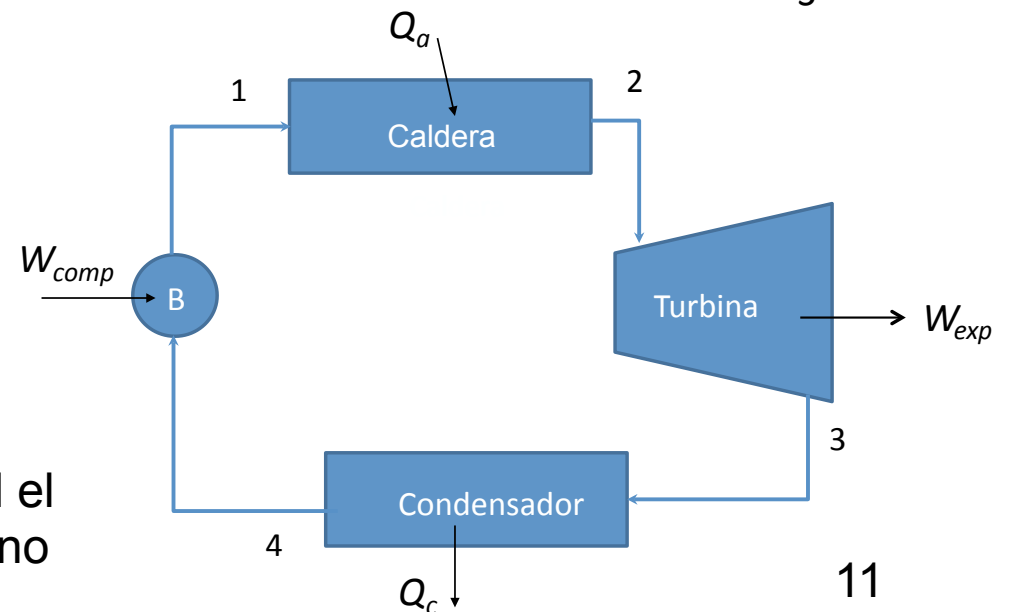 g
Qa
1
2
Caldera
Wcomp
B
Turbina
Wexp
3
el
Condensador
no
4
11
Qc